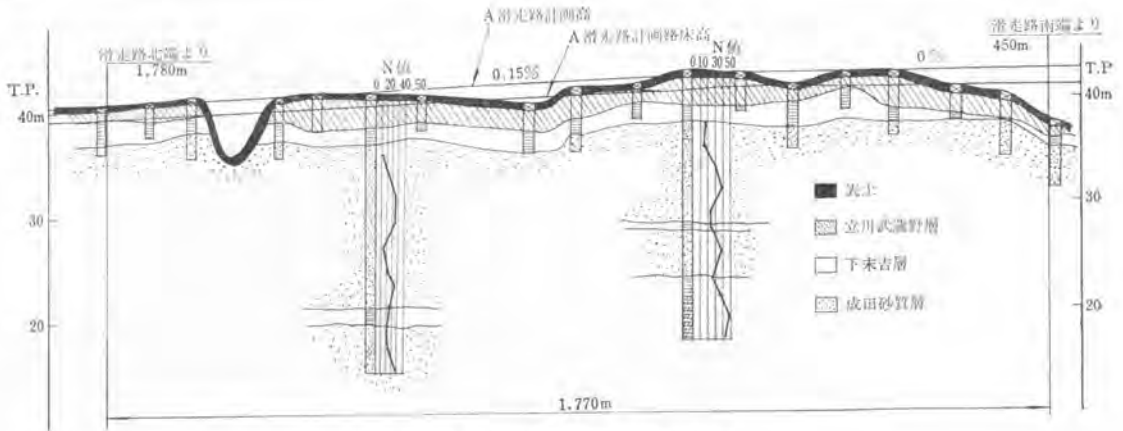 A滑走路計画高
A滑走路計画路床高
滑走路北端より
1,780m
滑走路南端より
450m
N値
0 20 40 50
0.15%
N値
0 10 30 50
0%
T.P.
40m
30
20
T.P
40m
30
20
表土
立川武蔵野層
下末吉層
成田砂質層
1,770m